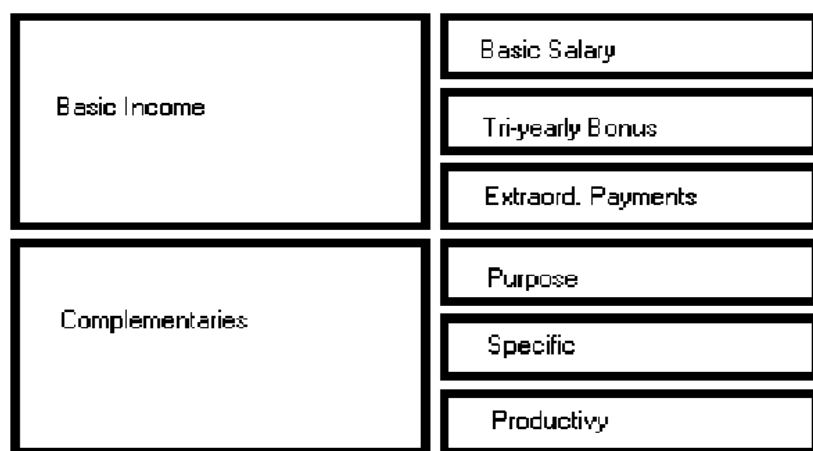 Basic Income
Basic Salary
Tri-yearly Bonus
Extraord. Payments
Complementaries
Purpose
Specific
Productivy